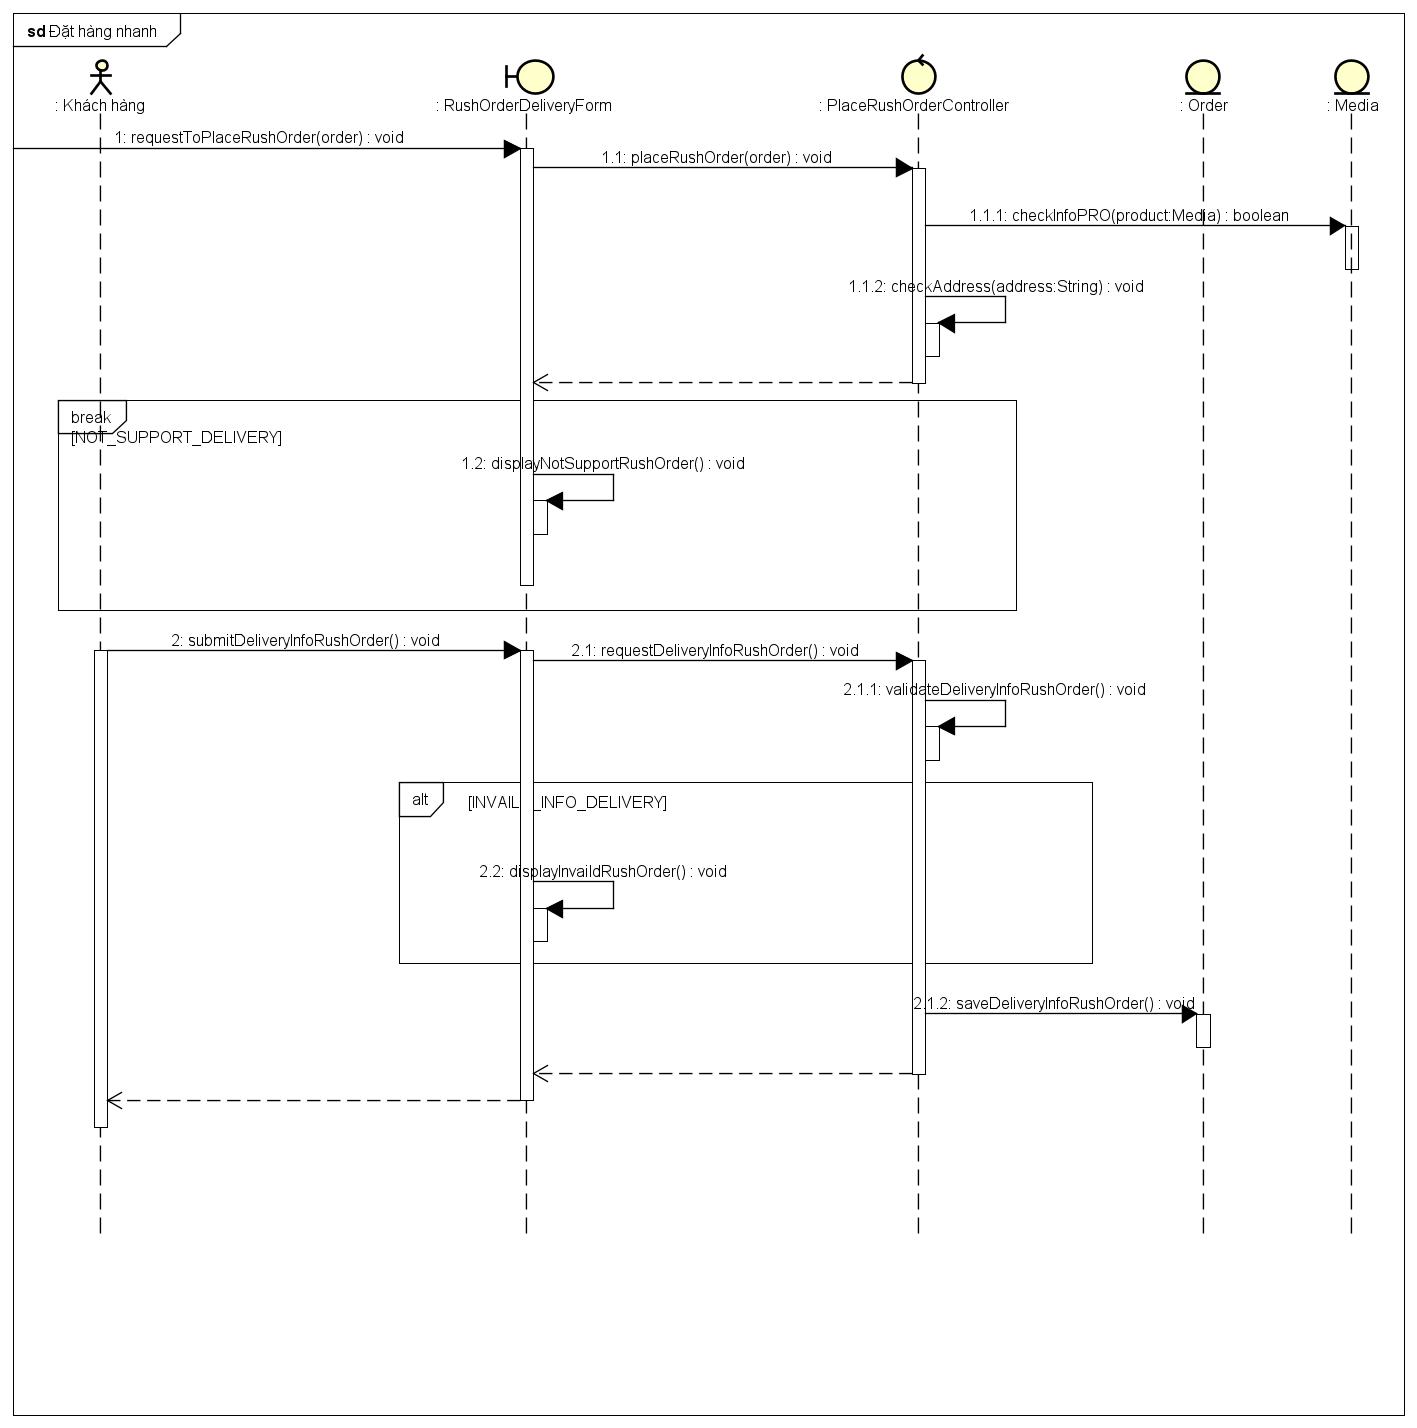 sd Đặt hàng nhanh
: Khách hàng
: RushOrderDeliveryForm
: PlaceRushOrderController
: Order
: Media
1: requestToPlaceRushOrder(order) : void
1.1: placeRushOrder(order) : void
1.1.1: checkInfoPRO(product:Media) : boolean
1.1.2: checkAddress(address:String) : void
break
[NOT_SUPPORT_DELIVERY]
1.2: displayNotSupportRushOrder() : void
2: submitDeliveryInfoRushOrder() : void
2.1: requestDeliveryInfoRushOrder() : void
2.1.1: validateDeliveryInfoRushOrder() : void
alt
[INVAILD_INFO_DELIVERY]
2.2: displayInvaildRushOrder() : void
2.1.2: saveDeliveryInfoRushOrder() : void